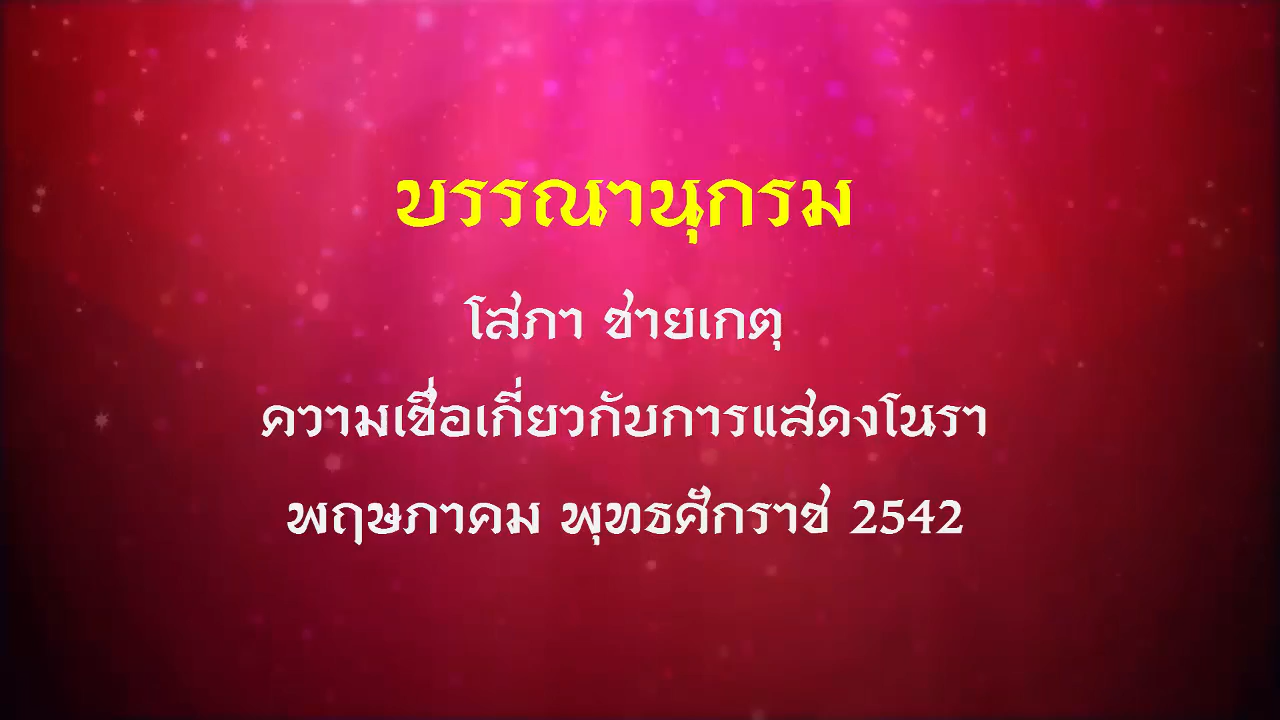 บรรณานุกรม
โสภา ชายเกตุ
ความเชื่อเกี่ยวกับการแสดงโนรา
พฤษภาคม พุทธศักราช 2542